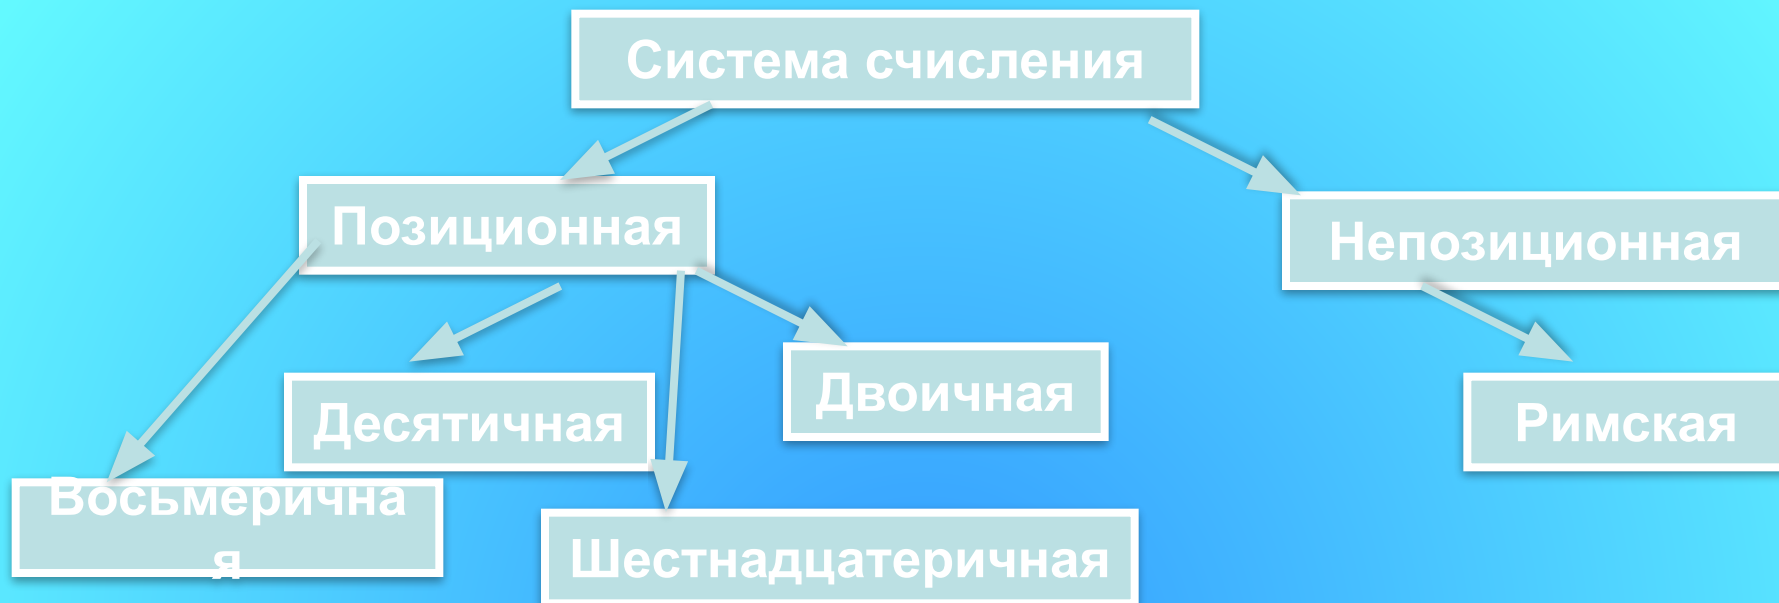 Система счисления
Позиционная
Непозиционная
Двоичная
Десятичная
Римская
Восьмерична
я
Шестнадцатеричная